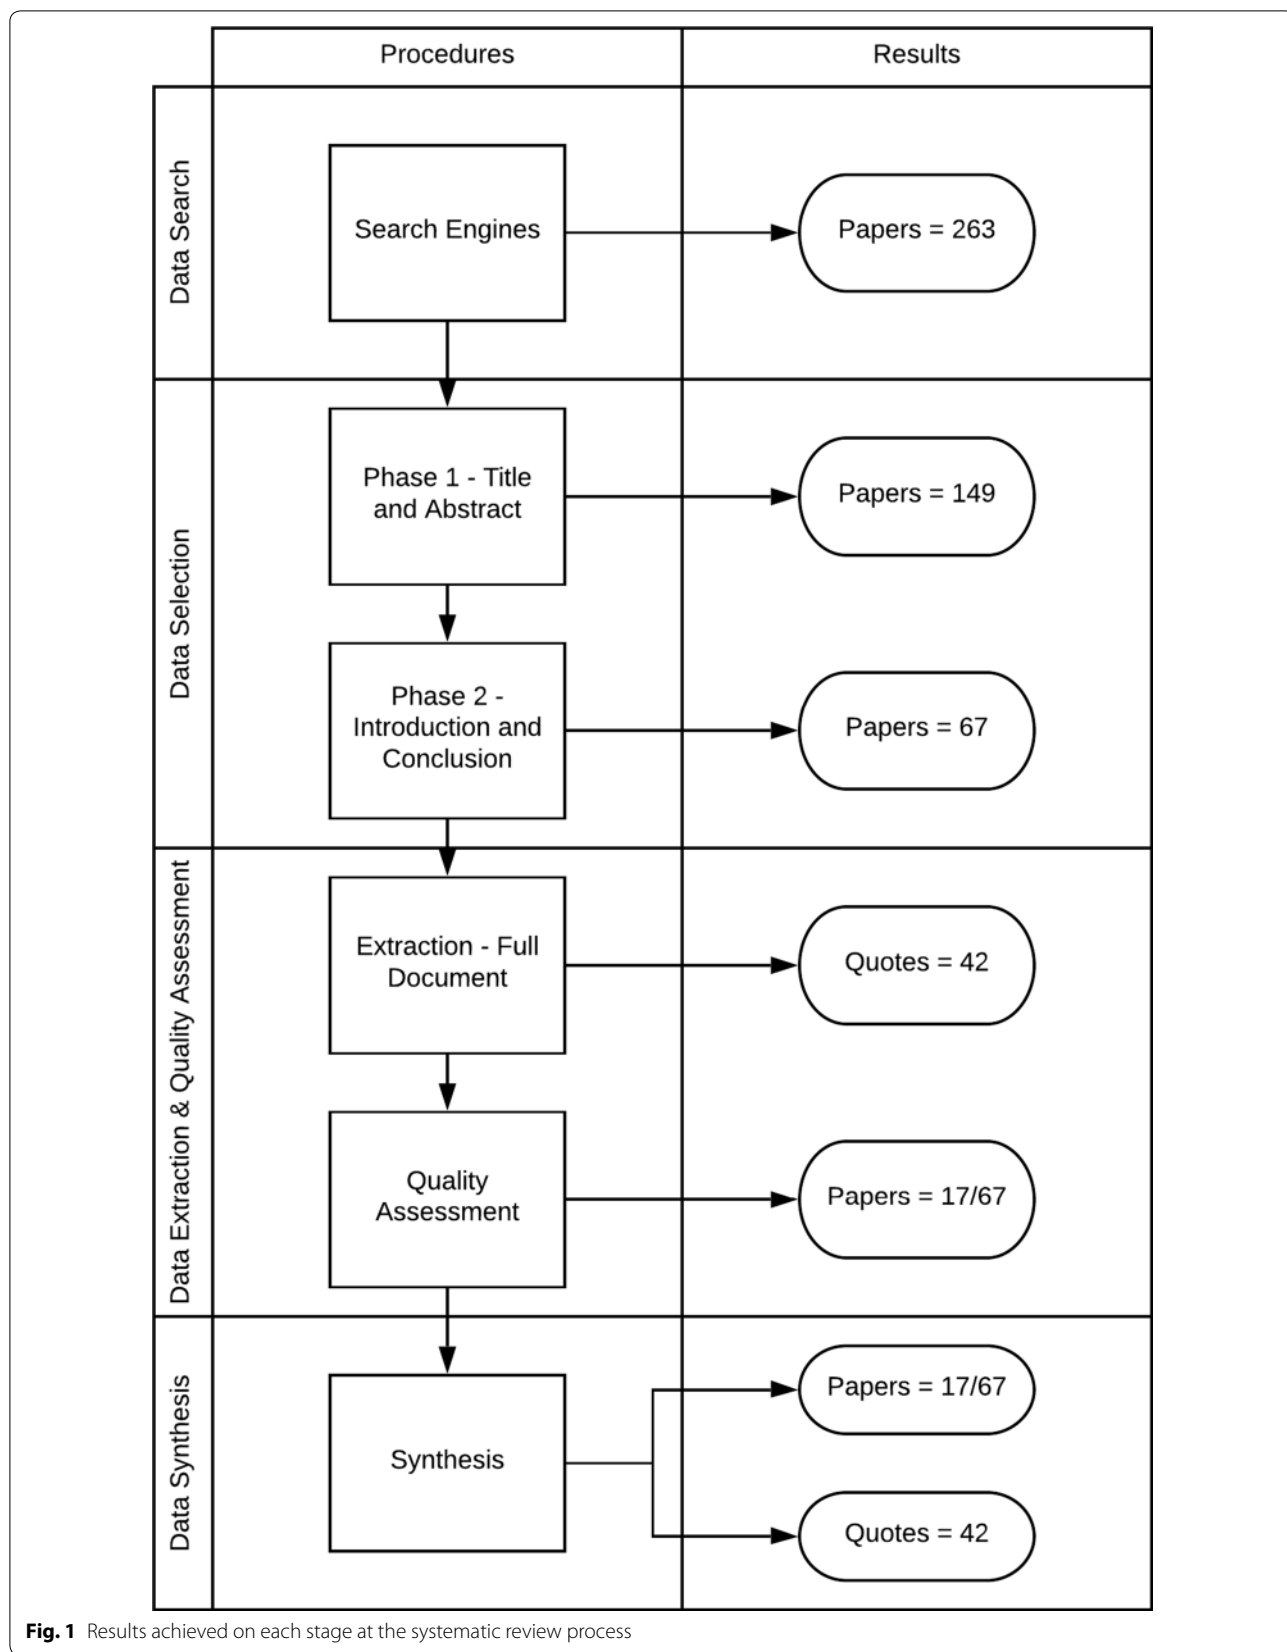 Procedures
Results
Data Search
Search Engines
Papers = 263
Data Selection
Phase 1 - Title
and Abstract
Papers = 149
Phase 2 -
Introduction and
Conclusion
Papers = 67
Data Extraction & Quality Assessment
Extraction - Full
Document
Quotes = 42
Quality
Assessment
Papers = 17/67
Data Synthesis
Synthesis
Papers = 17/67
Quotes = 42
Fig. 1 Results achieved on each stage at the systematic review process